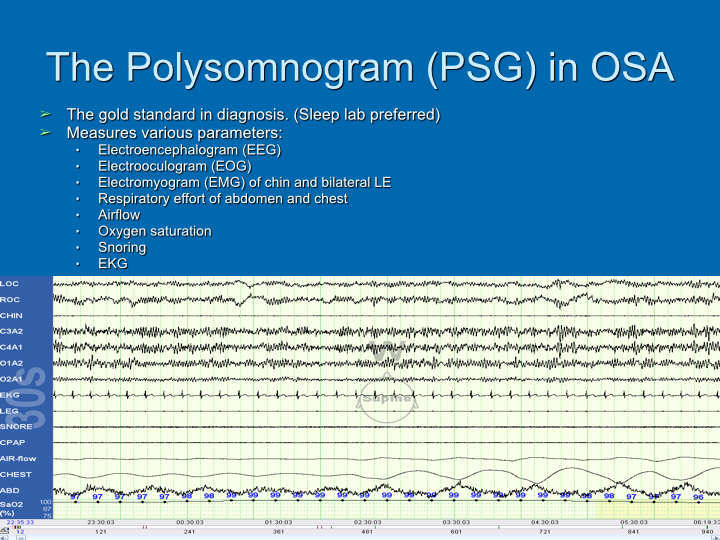 The Polysomnogram (PSG) in OSA
➢ The gold standard in diagnosis. (Sleep lab preferred)
➢ Measures various parameters:
• Electroencephalogram (EEG)
• Electrooculogram (EOG)
• Electromyogram (EMG) of chin and bilateral LE
• Respiratory effort of abdomen and chest
• Airflow
• Oxygen saturation
• Snoring
• EKG
LOC
ROC
CHIN
C3A2
C4A1
O1A2
O2A1
EKG
LEG
SNORE
CPAP
AIR-flow
CHEST
ABD
SaO2
(%)
100
87
75
30s
W
Supine
97 97 97 97 97 98 98 99 99 99 99 99 99 99 99 99 99 99 99 99 99 99 99 98 98 97 97 97 96
22:35:33 23:30:03 00:30:03 01:30:03 02:30:03 03:30:03 04:30:03 05:30:03 06:19:33
12 121 241 361 481 601 721 841 940